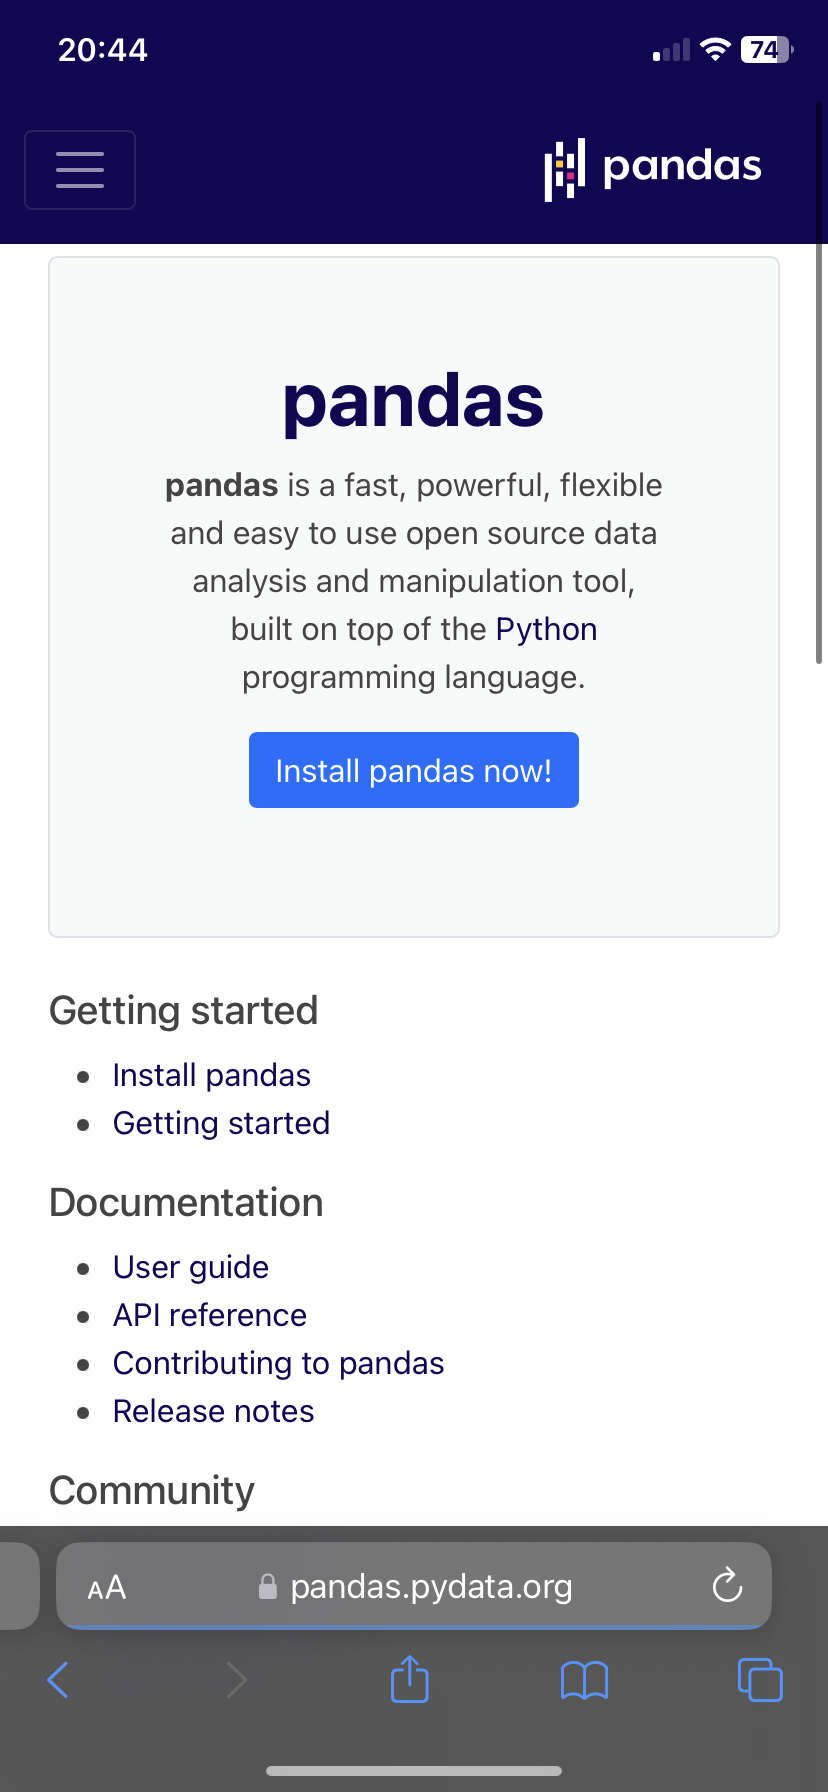 20:44
74
pandas
pandas
pandas is a fast, powerful, flexible
and easy to use open source data
analysis and manipulation tool,
built on top of the Python
programming language.
Install pandas now!
Getting started
Install pandas
Getting started
Documentation
User guide
API reference
Contributing to pandas
Release notes
Community
AA pandas.pydata.org